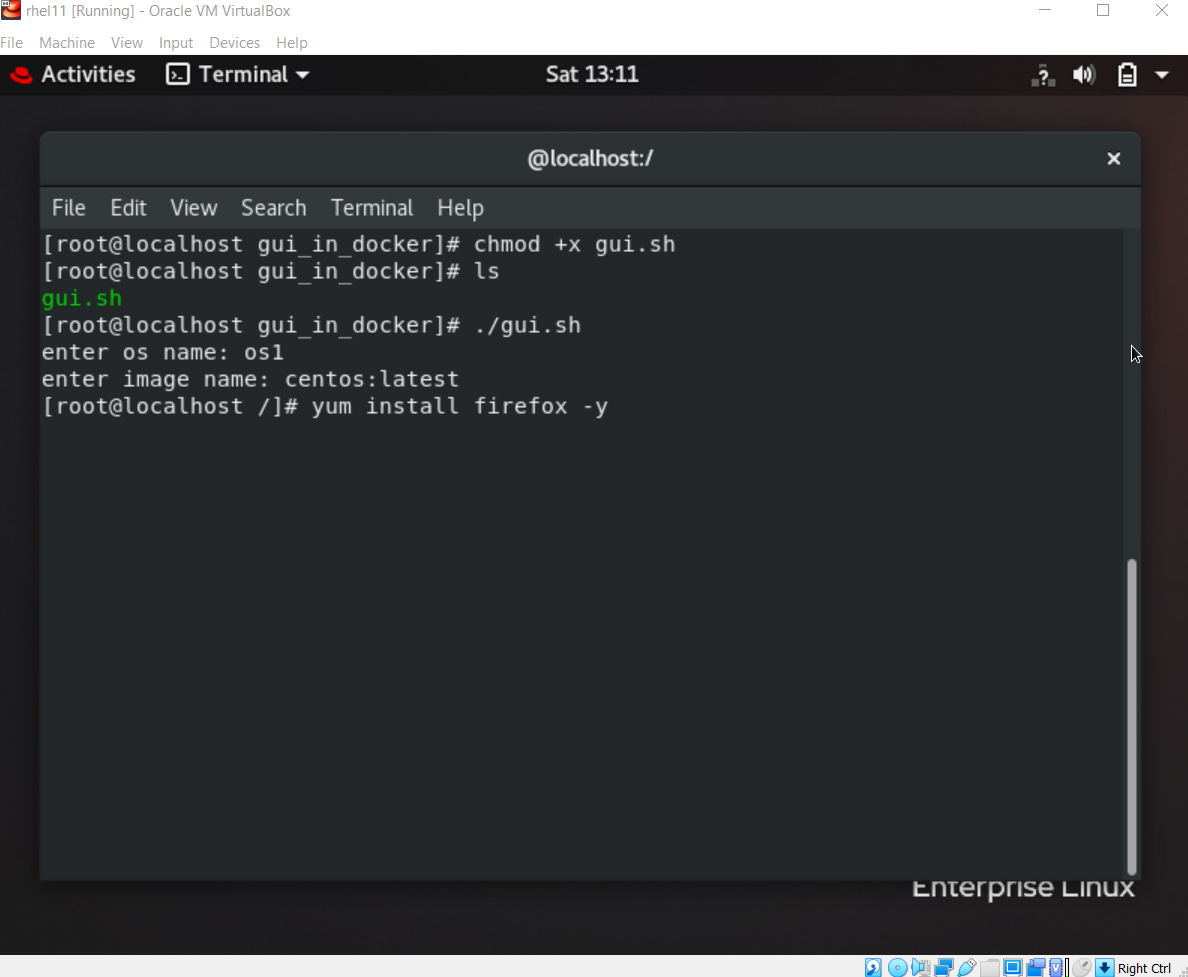 rhel11 [Running] - Oracle VM VirtualBox
File Machine View Input Devices Help
Activities Terminal Sat 13:11
@localhost:/
File Edit View Search Terminal Help
[root@localhost gui_in_docker]# chmod +x gui.sh
[root@localhost gui_in_docker]# ls
gui.sh
[root@localhost gui_in_docker]# ./gui.sh
enter os name: os1
enter image name: centos:latest
[root@localhost /]# yum install firefox -y
Enterprise Linux
Right Ctrl